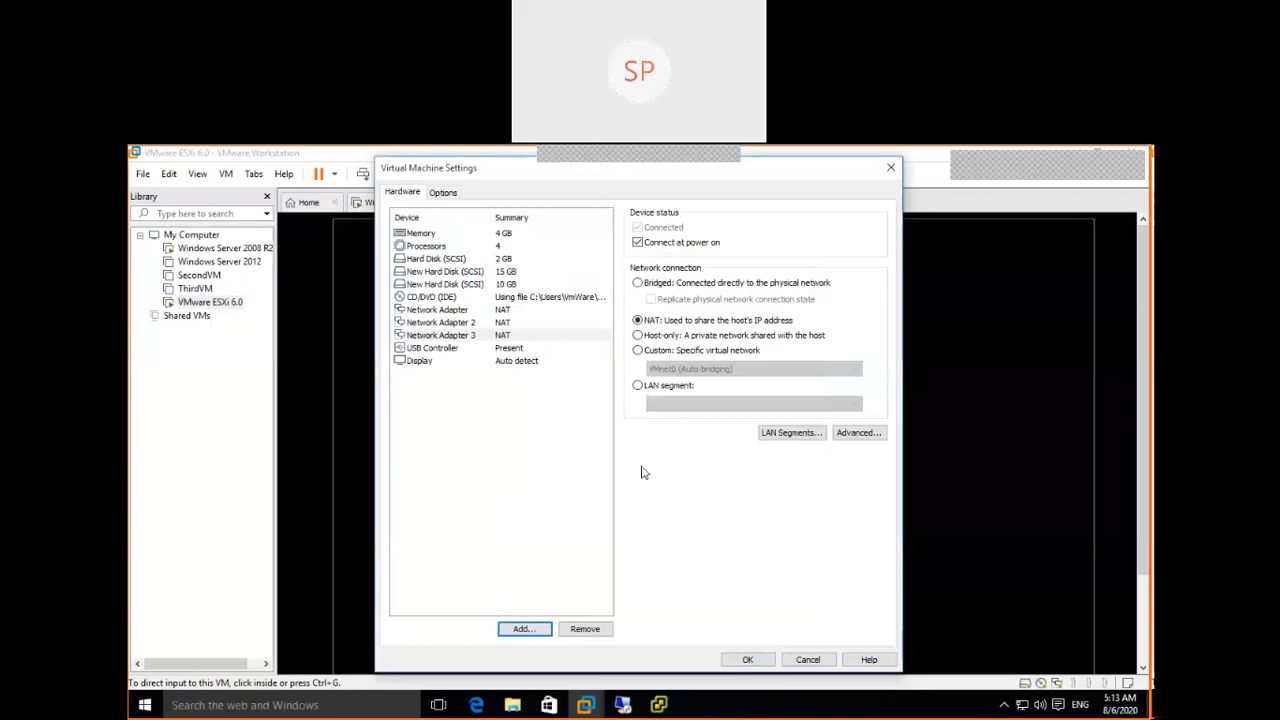 SP
VMware ESXi 6.0 - VMware Workstation
File Edit View VM Tabs Help
Library
Type here to search
My Computer
Windows Server 2008 R2
Windows Server 2012
SecondVM
ThirdVM
VMware ESXi 6.0
Shared VMs
Home
Virtual Machine Settings
Hardware Options
Device Summary
Memory 4 GB
Processors 4
Hard Disk (SCSI) 2 GB
New Hard Disk (SCSI) 15 GB
New Hard Disk (SCSI) 10 GB
CD/DVD (IDE) Using file C:\Users\VmWare\...
Network Adapter NAT
Network Adapter 2 NAT
Network Adapter 3 NAT
USB Controller Present
Display Auto detect
Device status
Connected
Connect at power on
Network connection
Bridged: Connected directly to the physical network
Replicate physical network connection state
NAT: Used to share the host's IP address
Host-only: A private network shared with the host
Custom: Specific virtual network
VMnet0 (Auto-bridging)
LAN segment:
LAN Segments... Advanced...
Add... Remove
OK Cancel Help
To direct input to this VM, click inside or press Ctrl+G.
Search the web and Windows
ENG
5:13 AM
8/6/2020